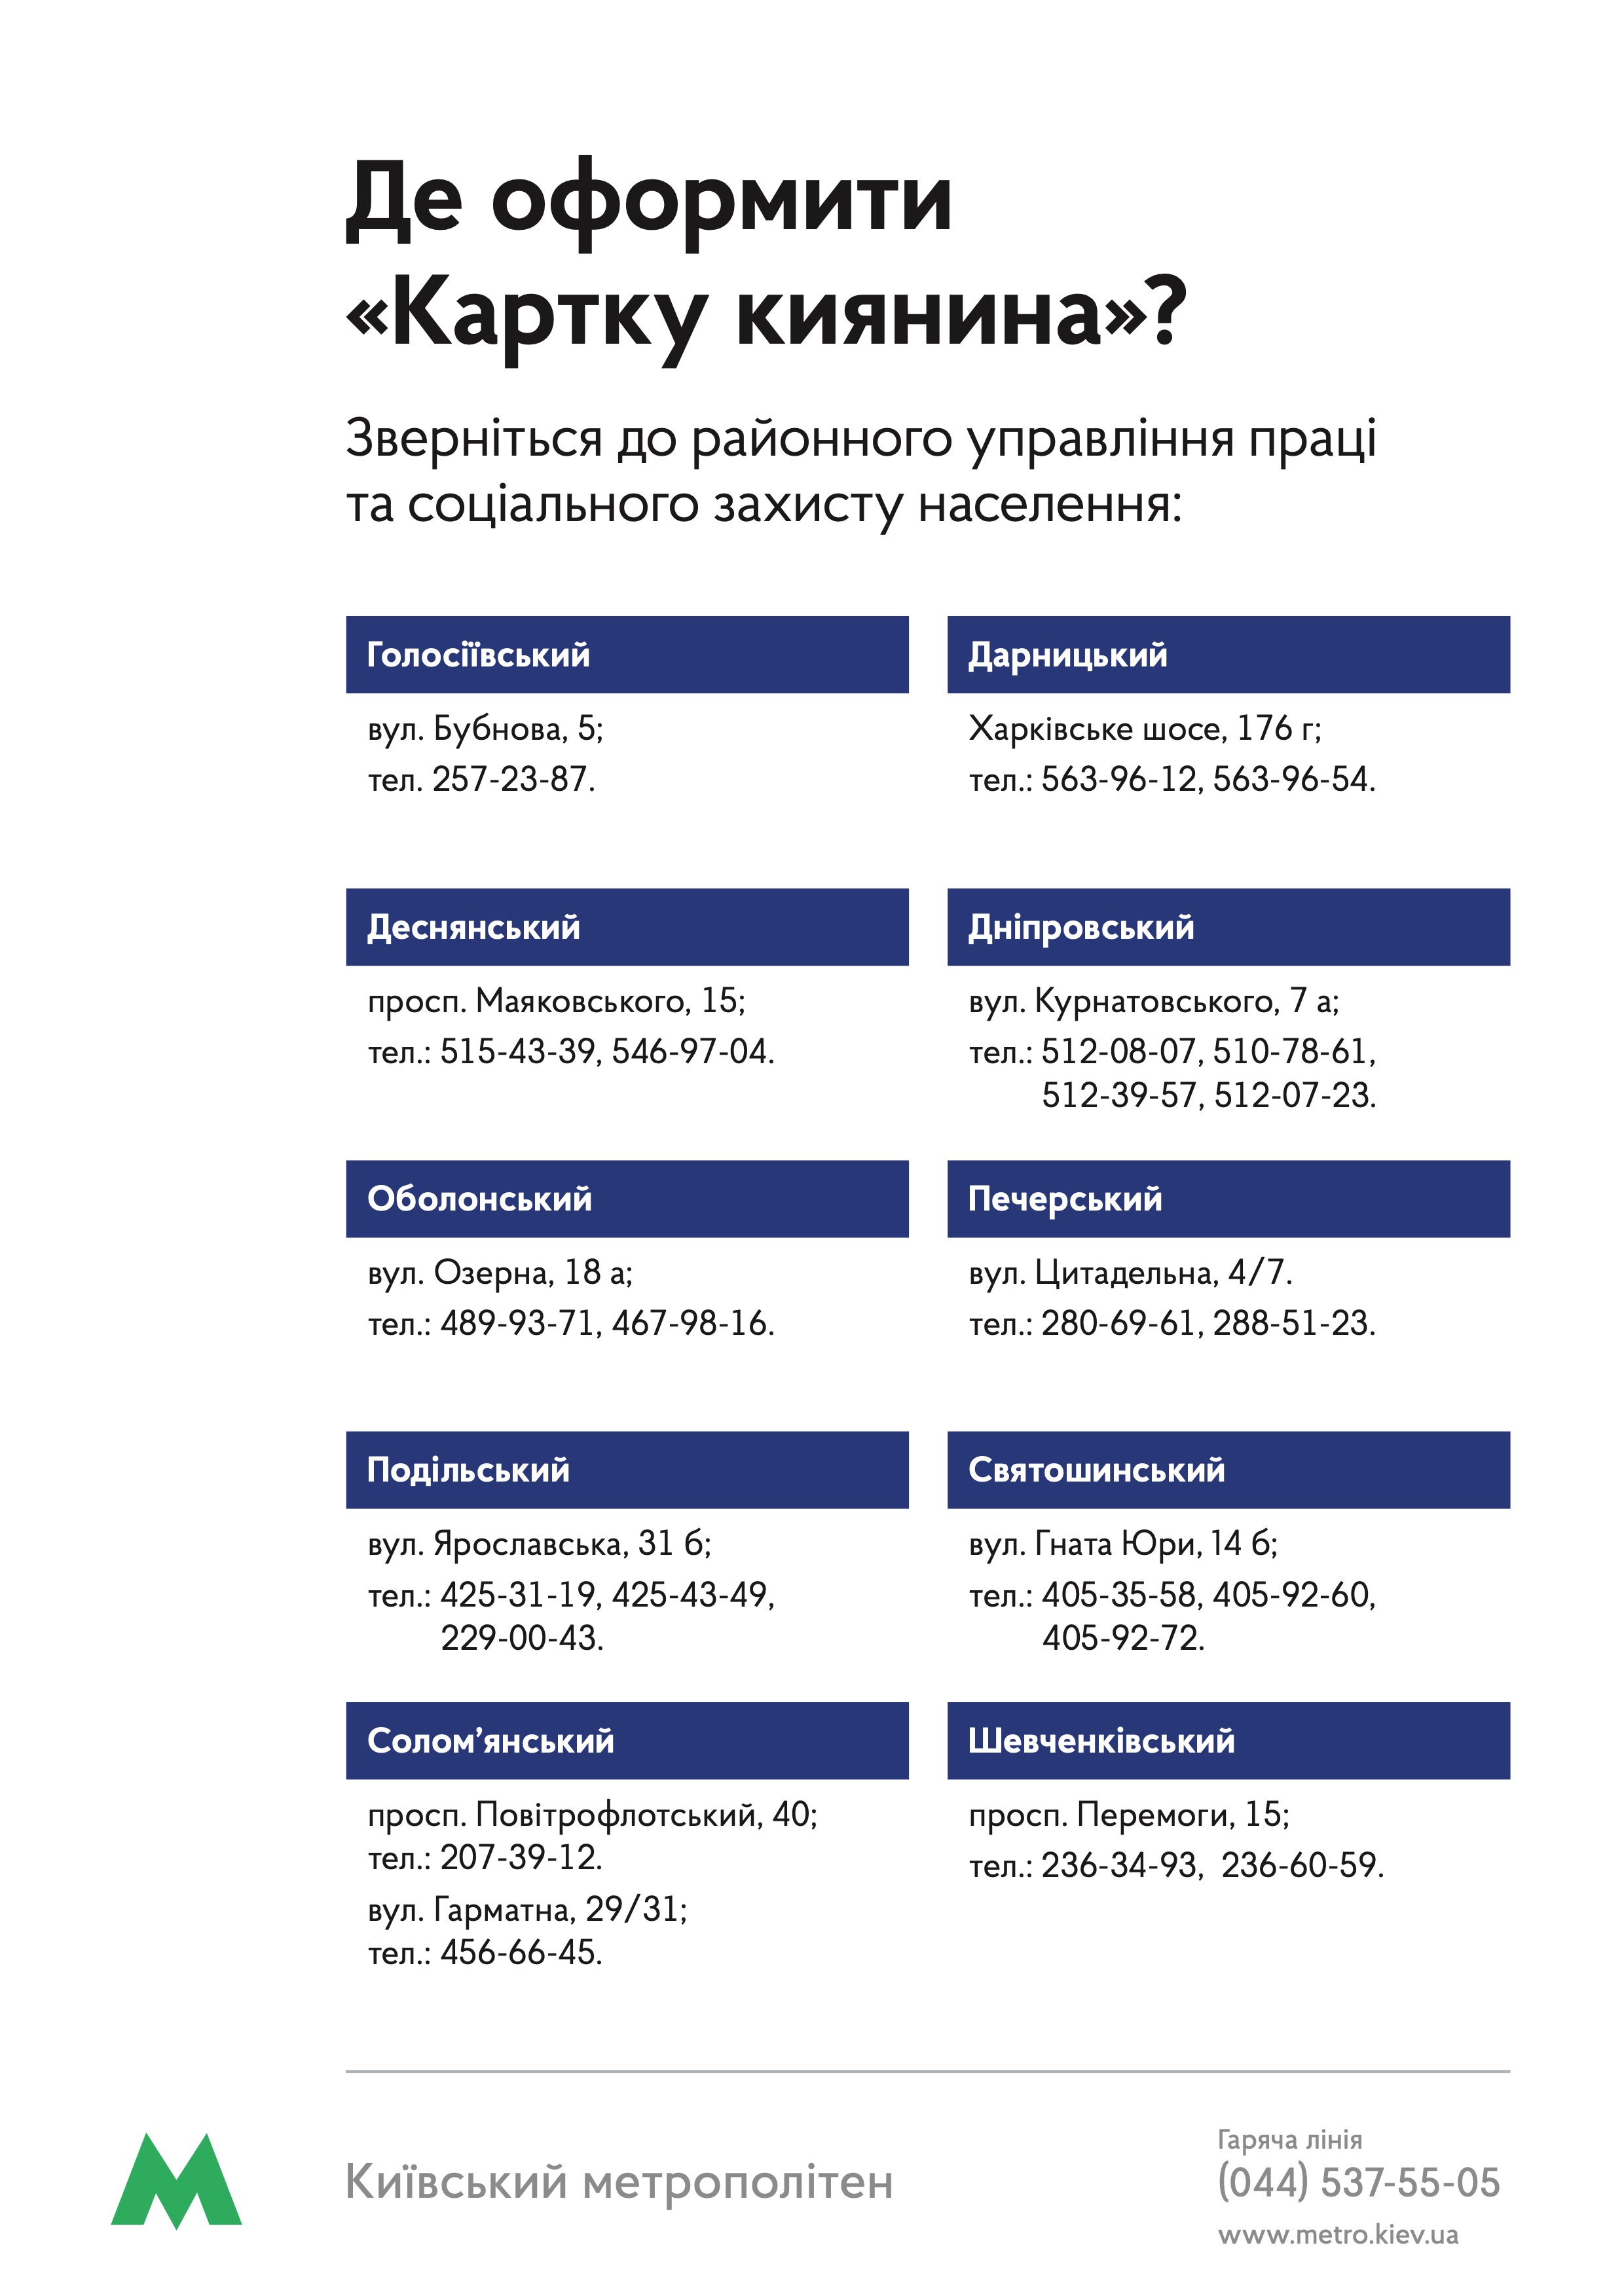 Де оформити
«Картку киянина»?
Зверніться до районного управління праці
та соціального захисту населення:
Голосіївський
вул. Бубнова, 5;
тел. 257-23-87.
Дарницький
Харківське шосе, 176 г;
тел.: 563-96-12, 563-96-54.
Деснянський
просп. Маяковського, 15;
тел.: 515-43-39, 546-97-04.
Дніпровський
вул. Курнатовського, 7 а;
тел.: 512-08-07, 510-78-61,
512-39-57, 512-07-23.
Оболонський
вул. Озерна, 18 а;
тел.: 489-93-71, 467-98-16.
Печерський
вул. Цитадельна, 4/7.
тел.: 280-69-61, 288-51-23.
Подільський
вул. Ярославська, 31 б;
тел.: 425-31-19, 425-43-49,
229-00-43.
Святошинський
вул. Гната Юри, 14 б;
тел.: 405-35-58, 405-92-60,
405-92-72.
Солом’янський
просп. Повітрофлотський, 40;
тел.: 207-39-12.
вул. Гарматна, 29/31;
тел.: 456-66-45.
Шевченківський
просп. Перемоги, 15;
тел.: 236-34-93, 236-60-59.
Київський метрополітен
Гаряча лінія
(044) 537-55-05
www.metro.kiev.ua